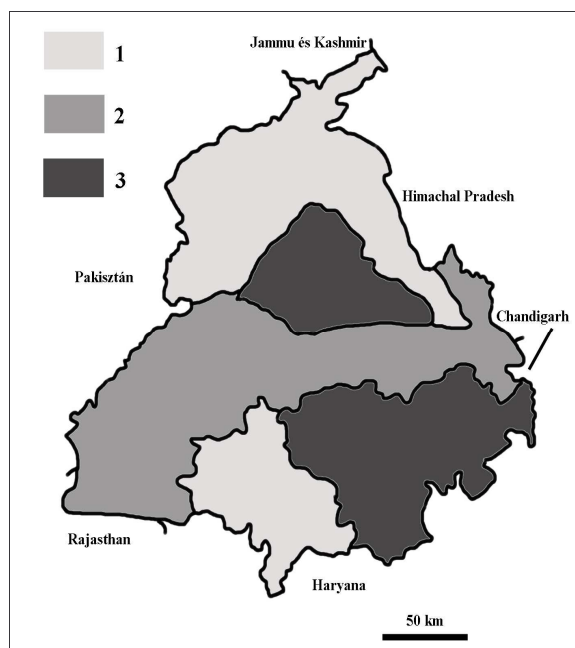 Jammu és Kashmir
1
2
3
Himachal Pradesh
Pakisztán
Chandigarh
Rajasthan
Haryana
50 km